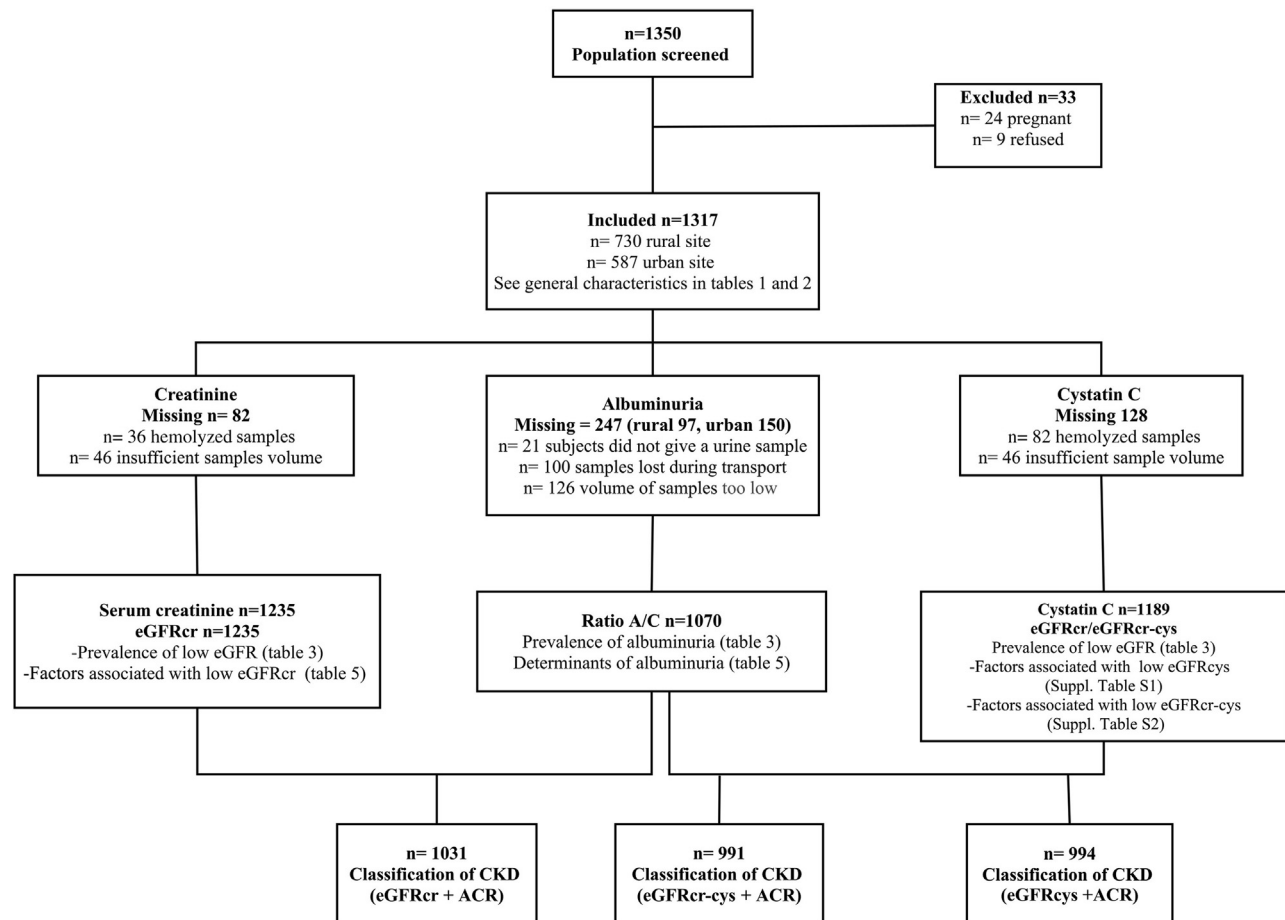 n=1350
Population screened
Excluded n=33
n= 24 pregnant
n= 9 refused
Included n=1317
n= 730 rural site
n= 587 urban site
See general characteristics in tables 1 and 2
Creatinine
Missing n= 82
n= 36 hemolyzed samples
n= 46 insufficient samples volume
Albuminuria
Missing = 247 (rural 97, urban 150)
n= 21 subjects did not give a urine sample
n= 100 samples lost during transport
n= 126 volume of samples too low
Cystatin C
Missing 128
n= 82 hemolyzed samples
n= 46 insufficient sample volume
Serum creatinine n=1235
eGFRcr n=1235
-Prevalence of low eGFR (table 3)
-Factors associated with low eGFRcr (table 5)
Ratio A/C n=1070
Prevalence of albuminuria (table 3)
Determinants of albuminuria (table 5)
Cystatin C n=1189
eGFRcr/eGFRcr-cys
Prevalence of low eGFR (table 3)
-Factors associated with low eGFRcys
(Suppl. Table S1)
-Factors associated with low eGFRcr-cys
(Suppl. Table S2)
n= 1031
Classification of CKD
(eGFRcr + ACR)
n= 991
Classification of CKD
(eGFRcr-cys + ACR)
n= 994
Classification of CKD
(eGFRcys +ACR)